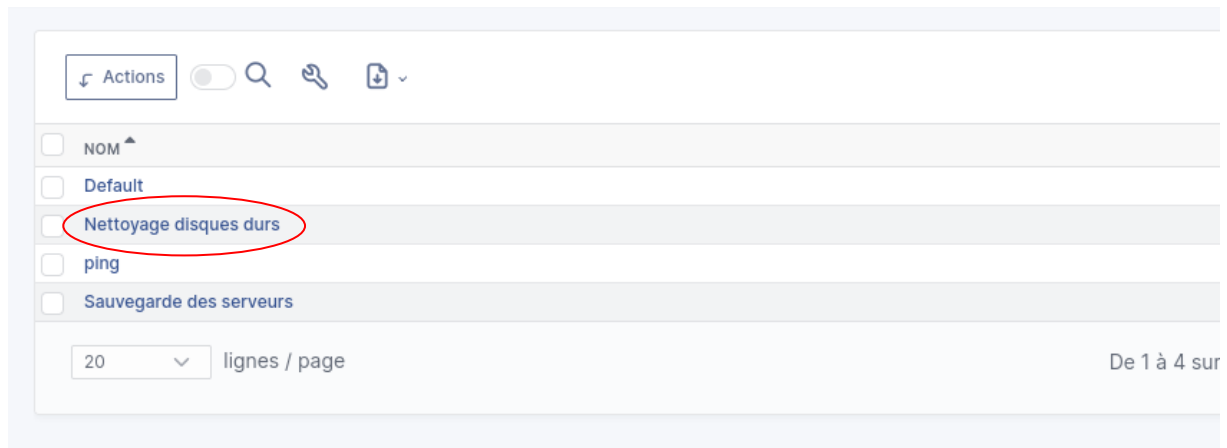 Actions
NOM
Default
Nettoyage disques durs
ping
Sauvegarde des serveurs
20 lignes / page
De 1 à 4 sur